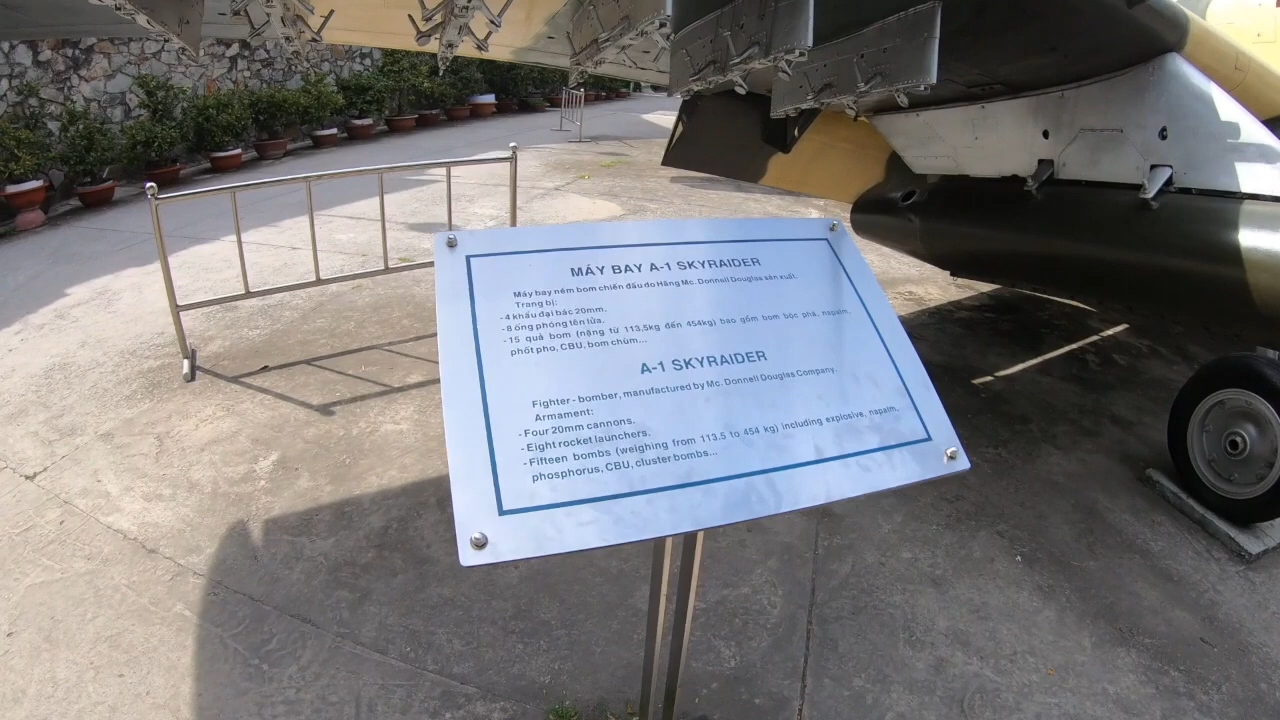 MÁY BAY A-1 SKYRAIDER
Máy bay ném bom chiến đấu do Hãng Mc. Donnell Douglas sản xuất.
Trang bị:
- 4 khẩu đại bác 20mm.
- 8 ống phóng tên lửa.
- 15 quả bom (nặng từ 113,5kg đến 454kg) bao gồm bom bộc phá, napalm,
phốt pho, CBU, bom chùm...
A-1 SKYRAIDER
Fighter - bomber, manufactured by Mc. Donnell Douglas Company.
Armament:
- Four 20mm cannons.
- Eight rocket launchers.
- Fifteen bombs (weighing from 113.5 to 454 kg) including explosive, napalm,
phosphorus, CBU, cluster bombs...